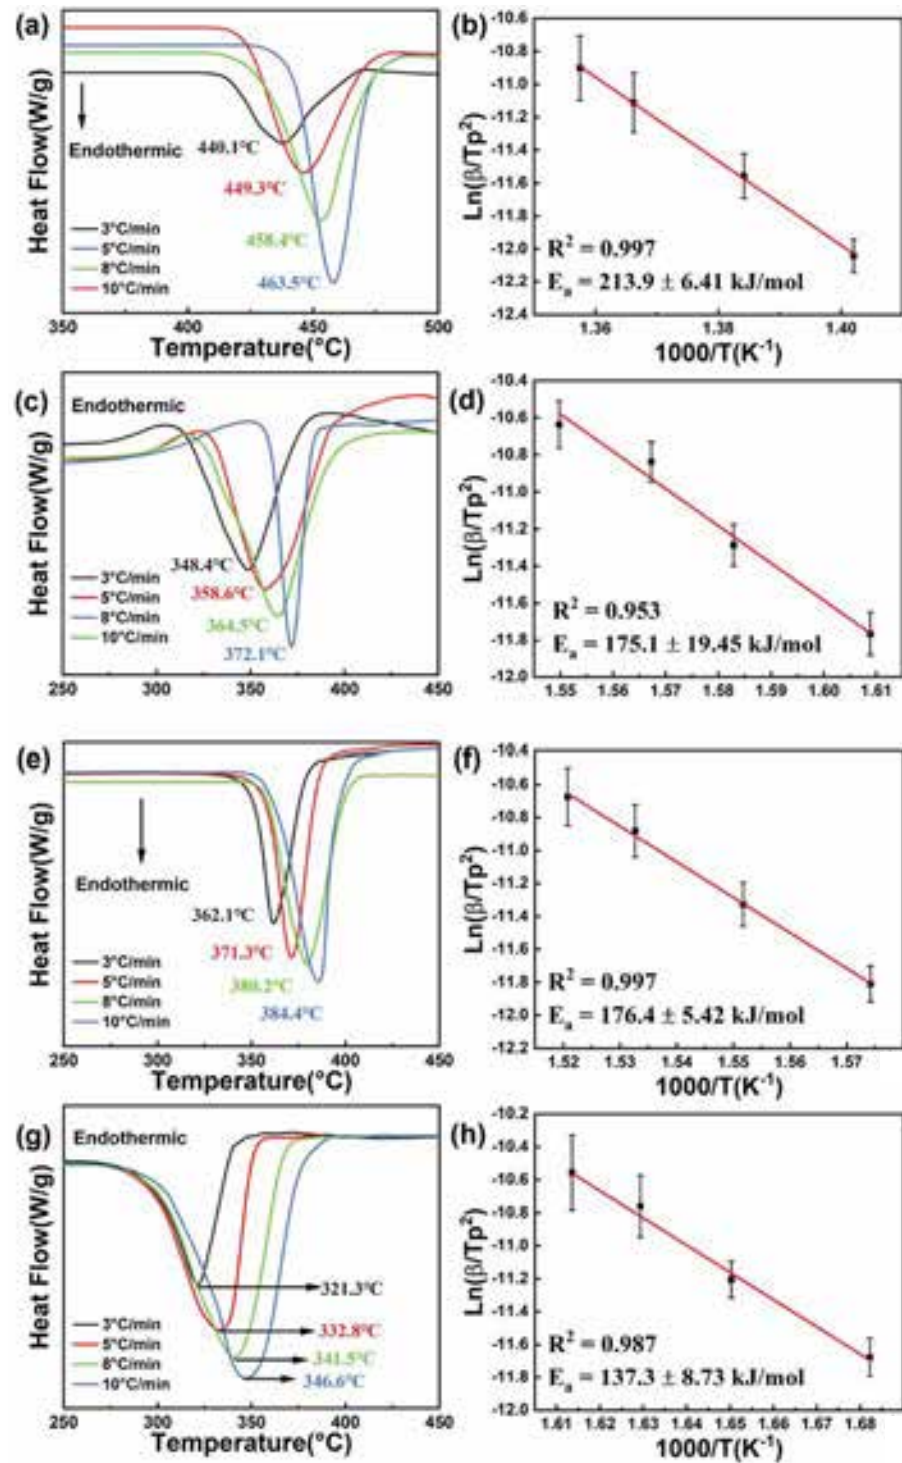 (a)
Heat Flow(W/g)
Endothermic
440.1°C
449.3°C
458.4°C
463.5°C
3°C/min
5°C/min
8°C/min
10°C/min
350 400 450 500
Temperature(°C)
(b)
Ln(β/Tp²)
-10.6
-10.8
-11.0
-11.2
-11.4
-11.6
-11.8
-12.0
-12.2
-12.4
R² = 0.997
Eₐ = 213.9 ± 6.41 kJ/mol
1.36 1.38 1.40
1000/T(K⁻¹)
(c)
Heat Flow(W/g)
Endothermic
348.4°C
358.6°C
364.5°C
372.1°C
3°C/min
5°C/min
8°C/min
10°C/min
250 300 350 400 450
Temperature(°C)
(d)
Ln(β/Tp²)
-10.4
-10.6
-10.8
-11.0
-11.2
-11.4
-11.6
-11.8
-12.0
R² = 0.953
Eₐ = 175.1 ± 19.45 kJ/mol
1.55 1.56 1.57 1.58 1.59 1.60 1.61
1000/T(K⁻¹)
(e)
Heat Flow(W/g)
Endothermic
362.1°C
371.3°C
380.2°C
384.4°C
3°C/min
5°C/min
8°C/min
10°C/min
250 300 350 400 450
Temperature(°C)
(f)
Ln(β/Tp²)
-10.4
-10.6
-10.8
-11.0
-11.2
-11.4
-11.6
-11.8
-12.0
-12.2
R² = 0.997
Eₐ = 176.4 ± 5.42 kJ/mol
1.52 1.53 1.54 1.55 1.56 1.57
1000/T(K⁻¹)
(g)
Heat Flow(W/g)
Endothermic
321.3°C
332.8°C
341.5°C
346.6°C
3°C/min
5°C/min
8°C/min
10°C/min
250 300 350 400 450
Temperature(°C)
(h)
Ln(β/Tp²)
-10.2
-10.4
-10.6
-10.8
-11.0
-11.2
-11.4
-11.6
-11.8
-12.0
R² = 0.987
Eₐ = 137.3 ± 8.73 kJ/mol
1.61 1.62 1.63 1.64 1.65 1.66 1.67 1.68
1000/T(K⁻¹)